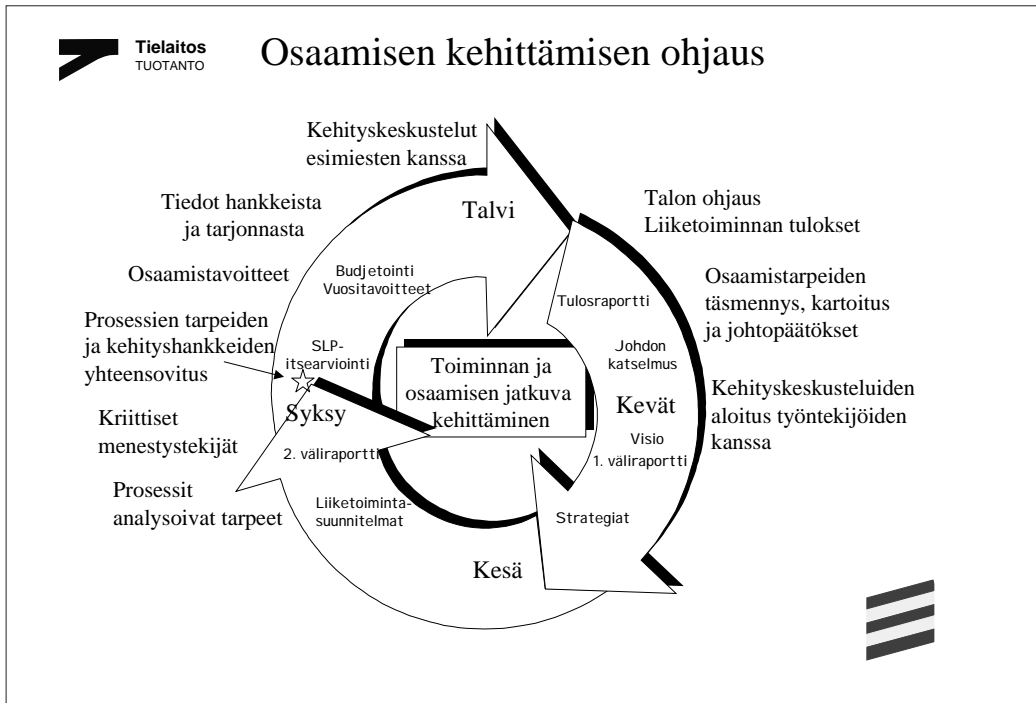 Tielaitos
TUOTANTO
Osaamisen kehittämisen ohjaus
Kehityskeskustelut
esimiesten kanssa
Talvi
Tiedot hankkeista
ja tarjonnasta
Talon ohjaus
Liiketoiminnan tulokset
Osaamistavoitteet
Budjetointi
Vuositavoitteet
Tulosraportti
Osaamistarpeiden
täsmennys, kartoitus
ja johtopäätökset
Prosessien tarpeiden
ja kehityshankkeiden
yhteensovitus
SLP-
itsearviointi
Johdon
katselmus
Toiminnan ja
osaamisen jatkuva
kehittäminen
Syksy
Kevät
Kehityskeskusteluiden
aloitus työntekijöiden
kanssa
Kriittiset
menestystekijät
2. väliraportti
Visio
1. väliraportti
Prosessit
analysoivat tarpeet
Liiketoiminta-
suunnitelmat
Strategiat
Kesä